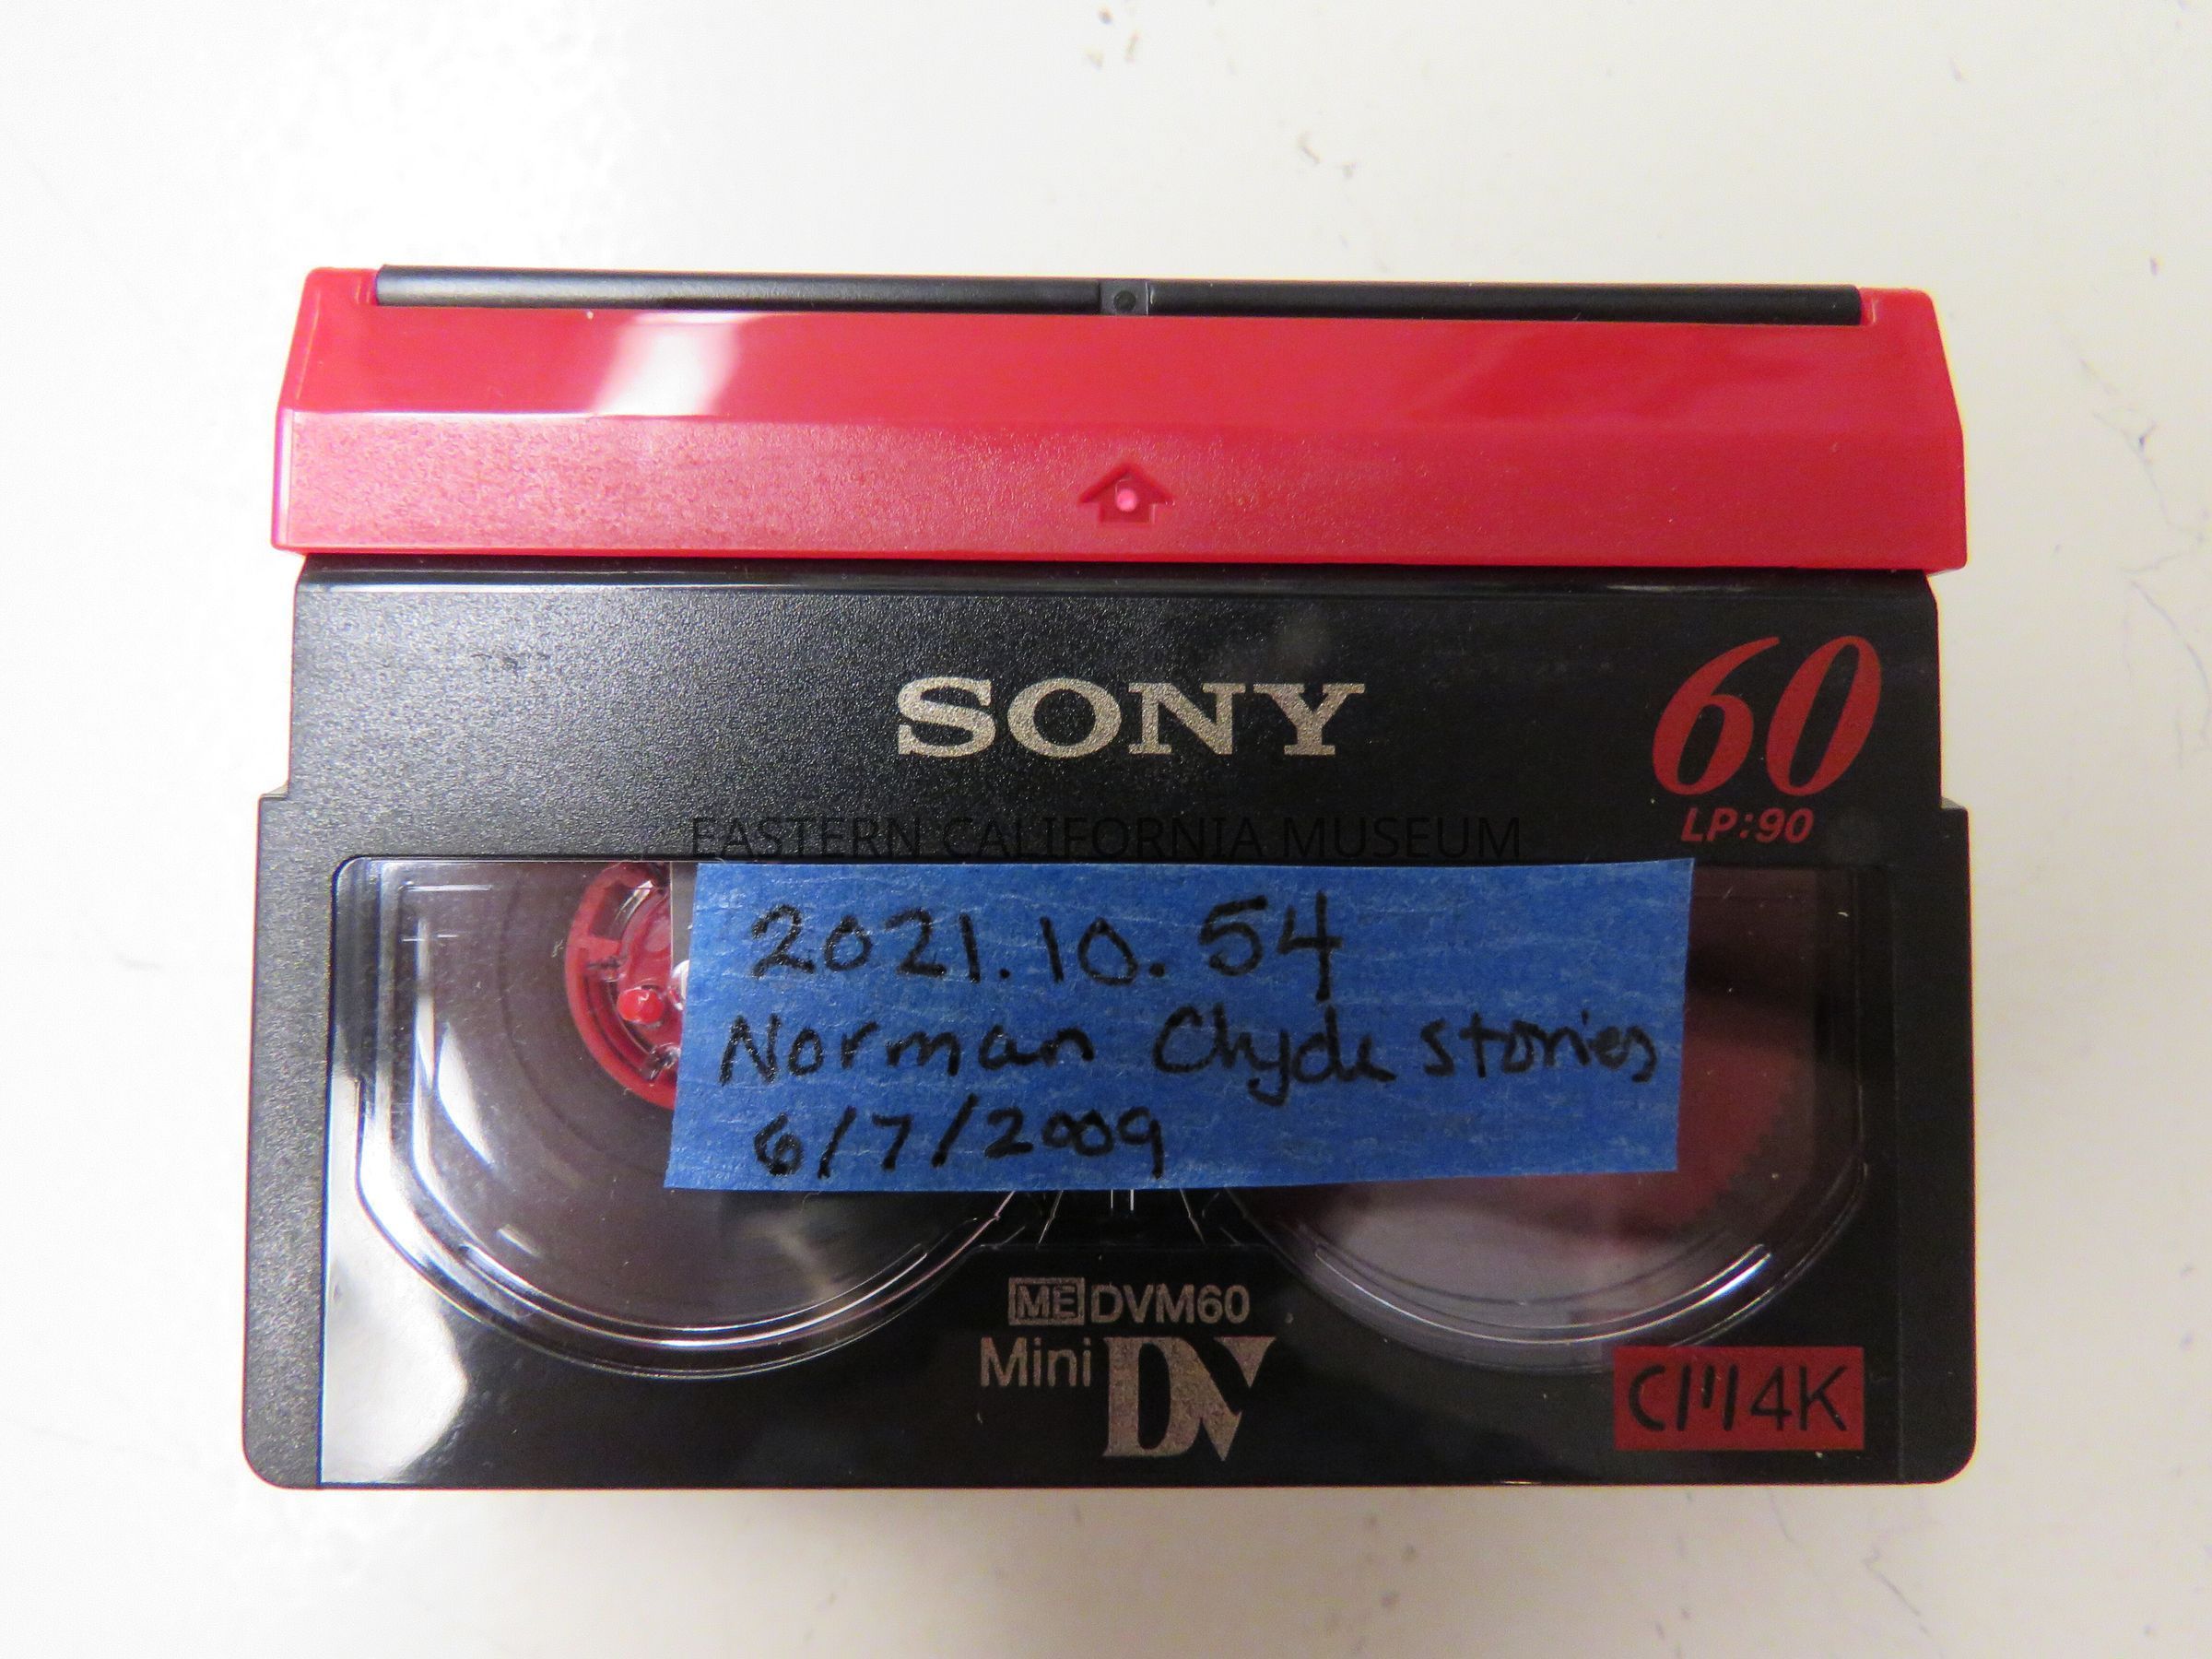 SONY
60
LP:90
EASTERN CALIFORNIA MUSEUM
2021.10.54
Norman Clyde stories
6/7/2009
ME DVM60
Mini DV